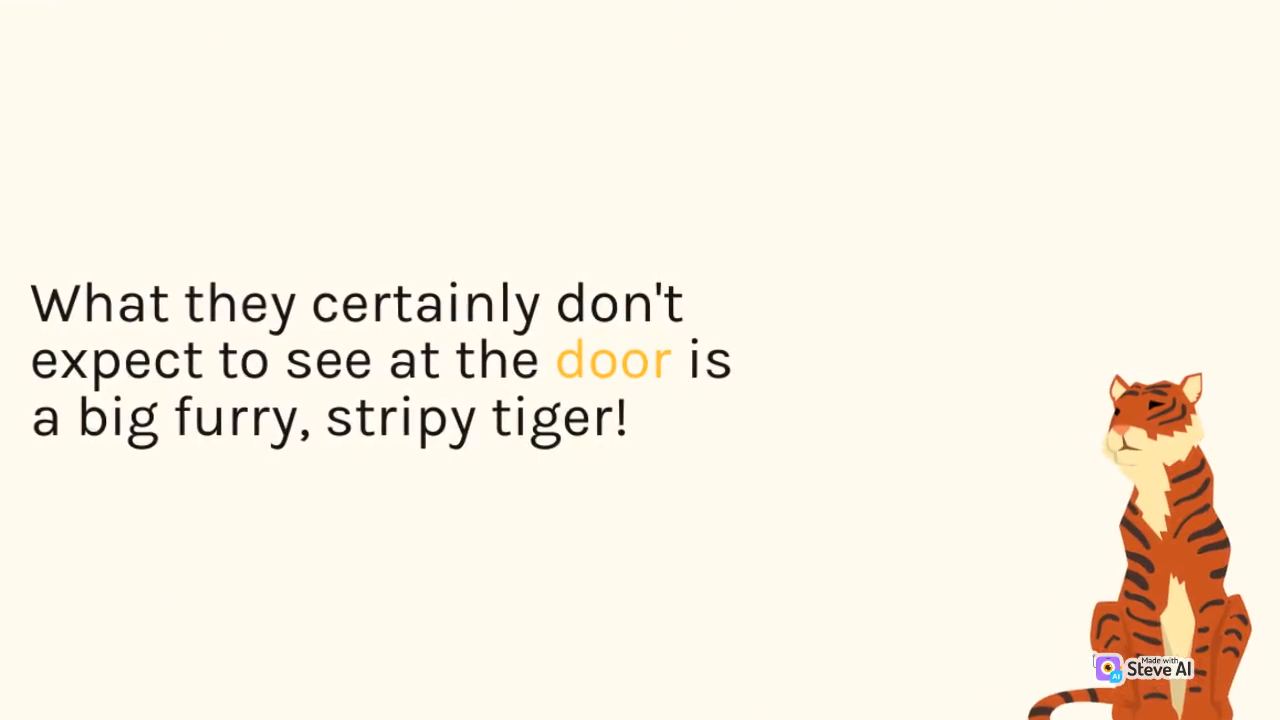 What they certainly don't
expect to see at the door is
a big furry, stripy tiger!
Made with
Steve AI
AI